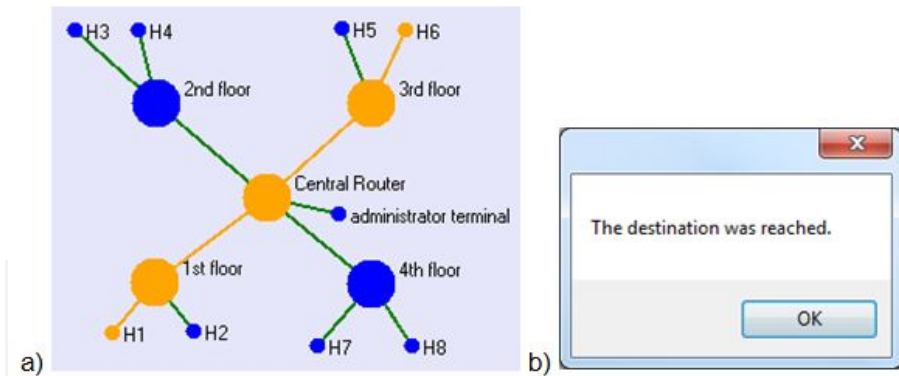 H3
H4
H5
H6
2nd floor
3rd floor
Central Router
administrator terminal
1st floor
4th floor
H1
H2
H7
H8
a)
The destination was reached.
OK
b)